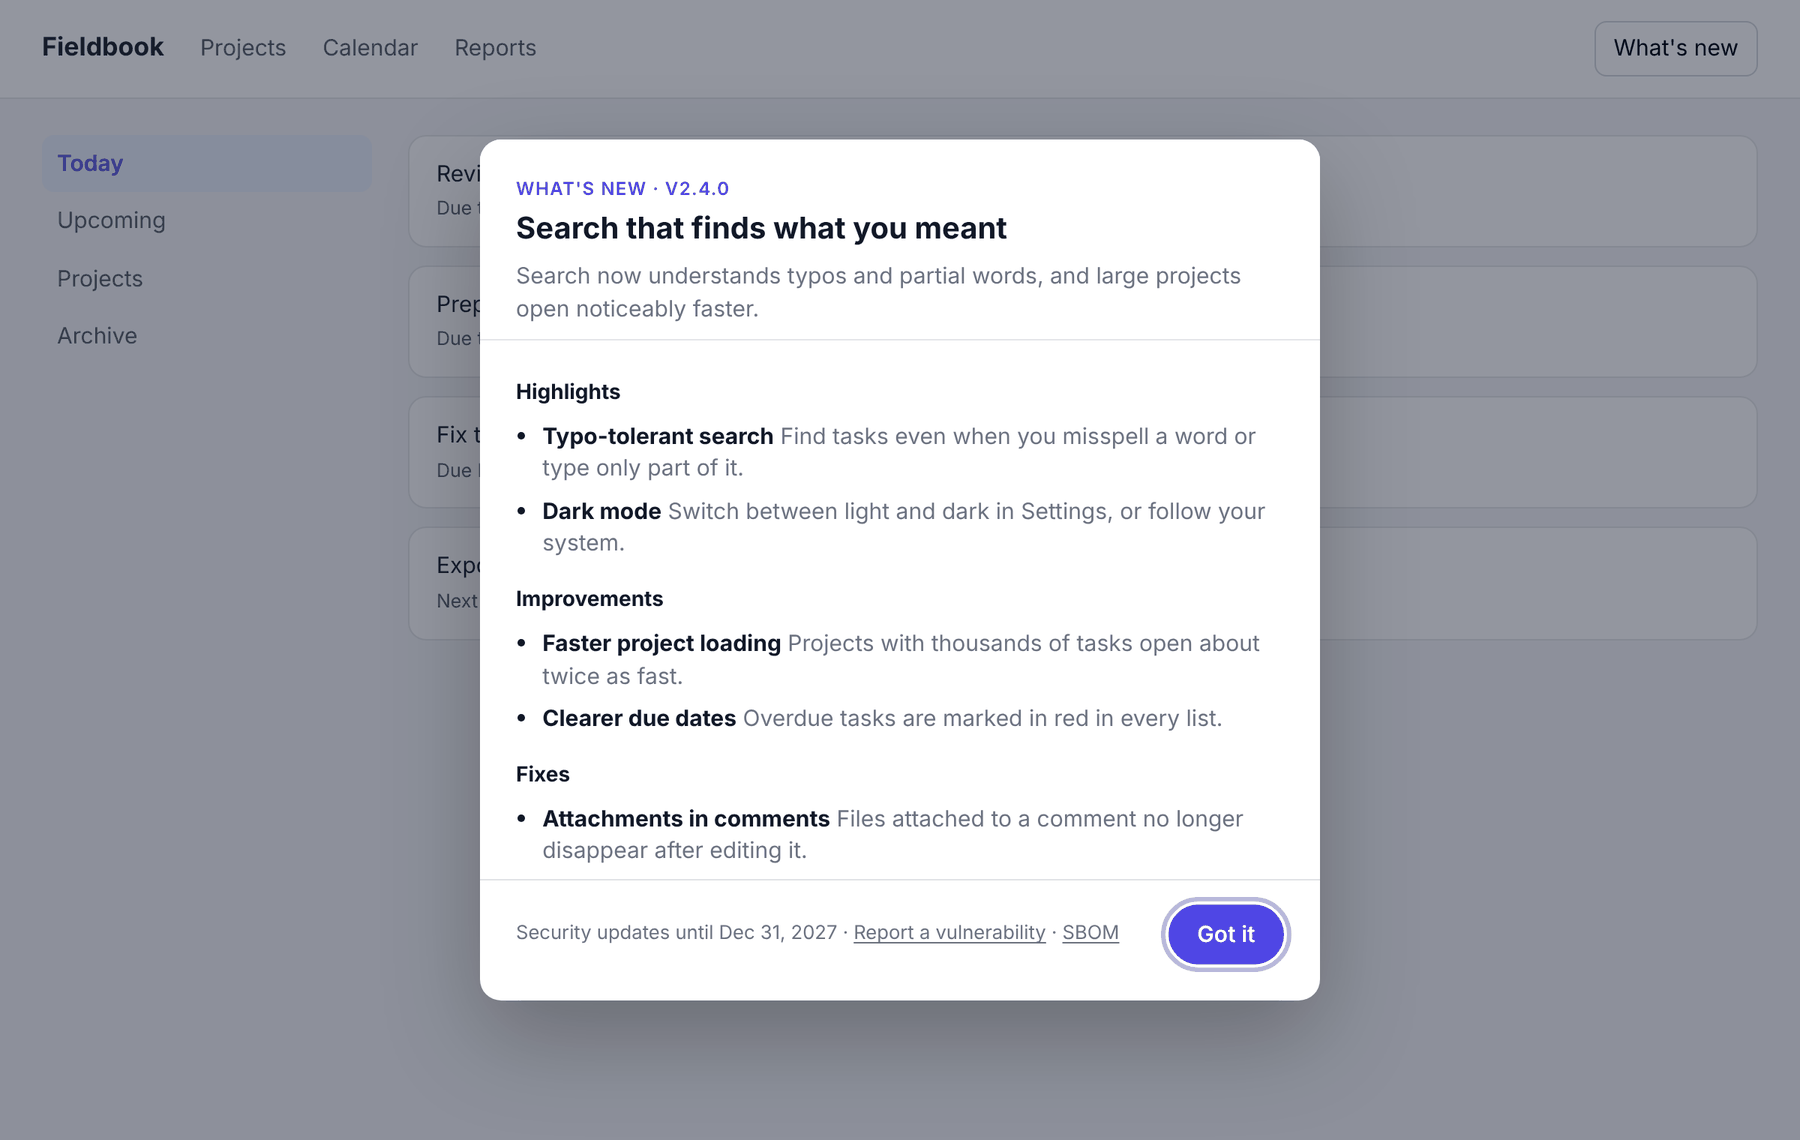 Fieldbook Projects Calendar Reports What's new
Today
Upcoming
Projects
Archive
Due
Due
Fix
Due
Next
WHAT'S NEW · V2.4.0
Search that finds what you meant
Search now understands typos and partial words, and large projects
open noticeably faster.
Highlights
• Typo-tolerant search Find tasks even when you misspell a word or
type only part of it.
• Dark mode Switch between light and dark in Settings, or follow your
system.
Improvements
• Faster project loading Projects with thousands of tasks open about
twice as fast.
• Clearer due dates Overdue tasks are marked in red in every list.
Fixes
• Attachments in comments Files attached to a comment no longer
disappear after editing it.
Security updates until Dec 31, 2027 · Report a vulnerability · SBOM
Got it